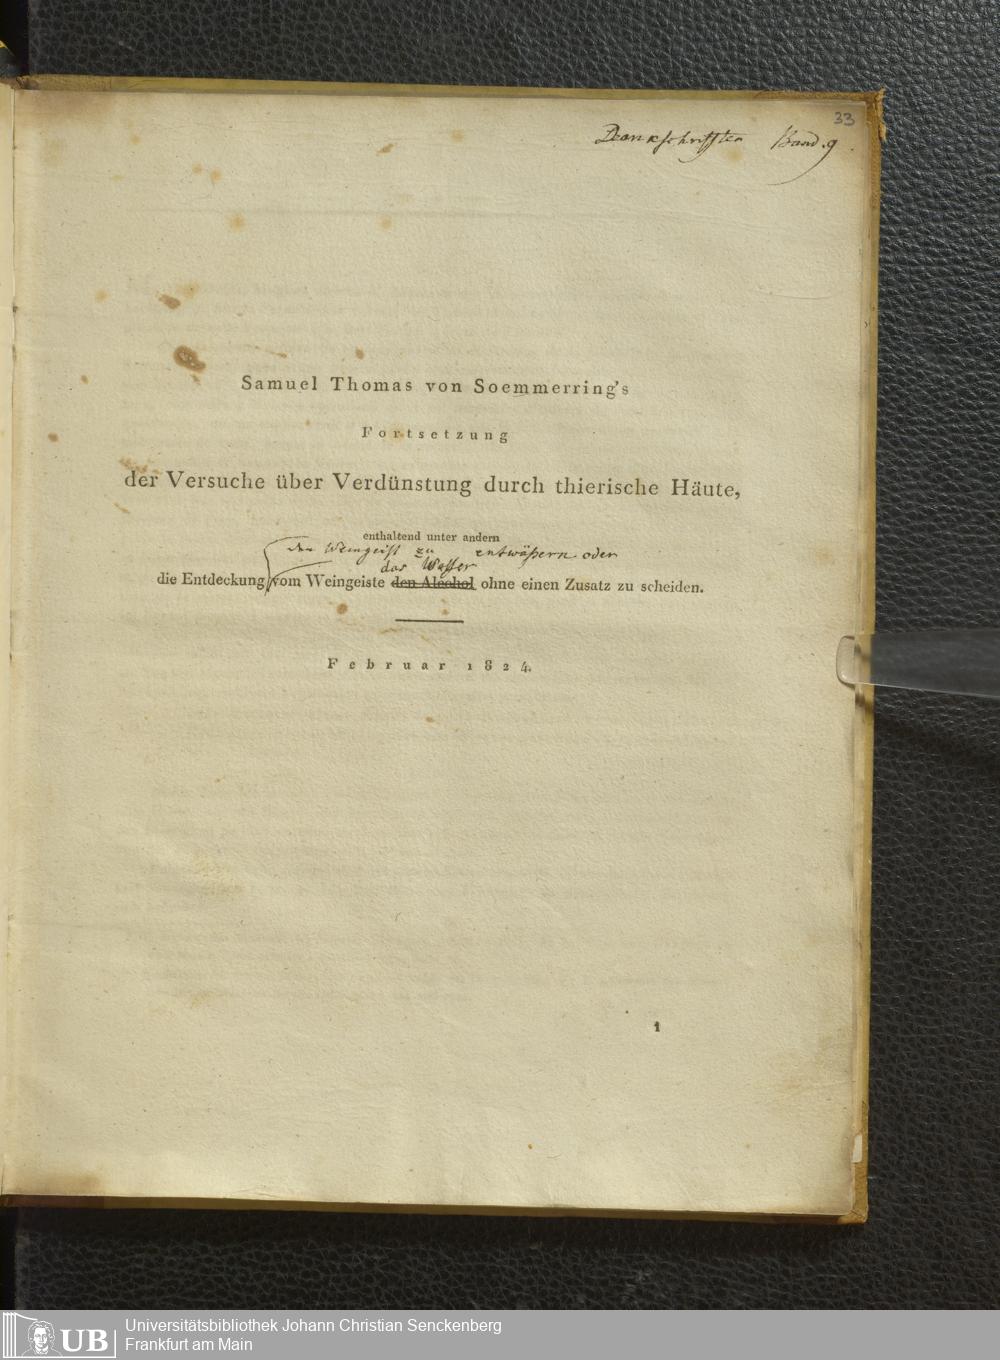 33
Denkschrifften Band. 9.
Samuel Thomas von Soemmerring's
Fortsetzung
der Versuche über Verdünstung durch thierische Häute,
enthaltend unter andern
den Weingeist zu entwäßern oder
das Wasser
die Entdeckung vom Weingeiste den Alcohol ohne einen Zusatz zu scheiden.
Februar 1824.
1
UB
Universitätsbibliothek Johann Christian Senckenberg
Frankfurt am Main